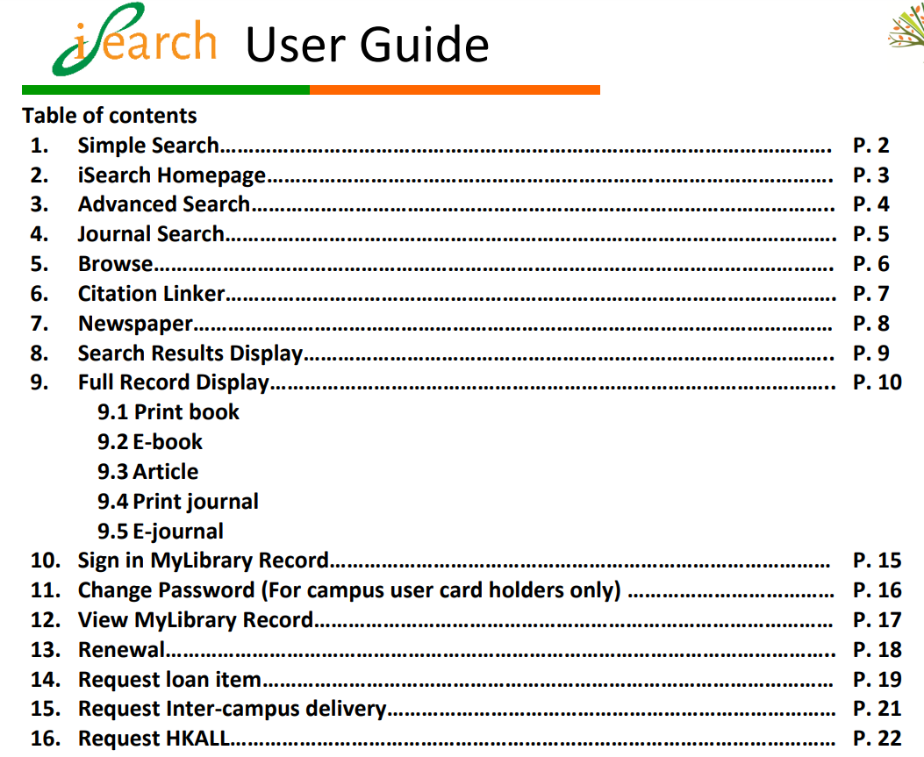 iSearch User Guide
Table of contents
1. Simple Search........................................................................ P. 2
2. iSearch Homepage........................................................................ P. 3
3. Advanced Search........................................................................ P. 4
4. Journal Search........................................................................ P. 5
5. Browse........................................................................ P. 6
6. Citation Linker........................................................................ P. 7
7. Newspaper........................................................................ P. 8
8. Search Results Display........................................................................ P. 9
9. Full Record Display........................................................................ P. 10
9.1 Print book
9.2 E-book
9.3 Article
9.4 Print journal
9.5 E-journal
10. Sign in MyLibrary Record........................................................................ P. 15
11. Change Password (For campus user card holders only) .................................... P. 16
12. View MyLibrary Record........................................................................ P. 17
13. Renewal........................................................................ P. 18
14. Request loan item........................................................................ P. 19
15. Request Inter-campus delivery........................................................................ P. 21
16. Request HKALL........................................................................ P. 22